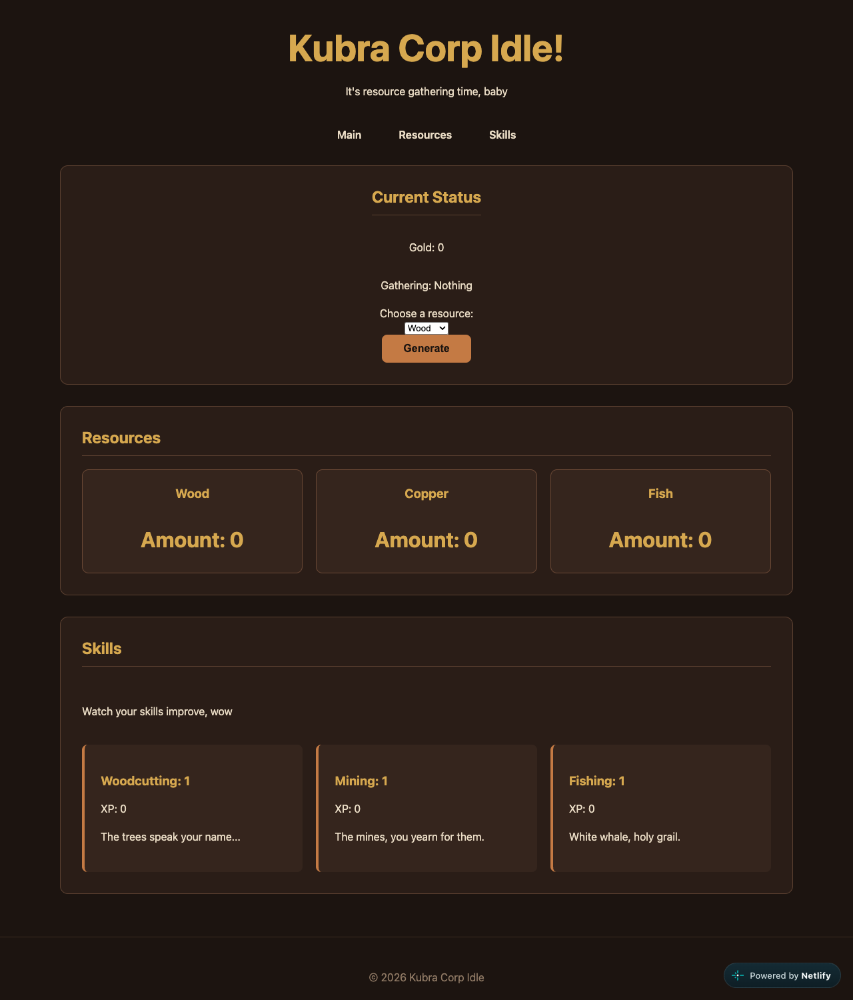 Kubra Corp Idle!
It's resource gathering time, baby
Main Resources Skills
Current Status
Gold: 0
Gathering: Nothing
Choose a resource:
Wood
Generate
Resources
Wood
Amount: 0
Copper
Amount: 0
Fish
Amount: 0
Skills
Watch your skills improve, wow
Woodcutting: 1
XP: 0
The trees speak your name...
Mining: 1
XP: 0
The mines, you yearn for them.
Fishing: 1
XP: 0
White whale, holy grail.
© 2026 Kubra Corp Idle
Powered by Netlify